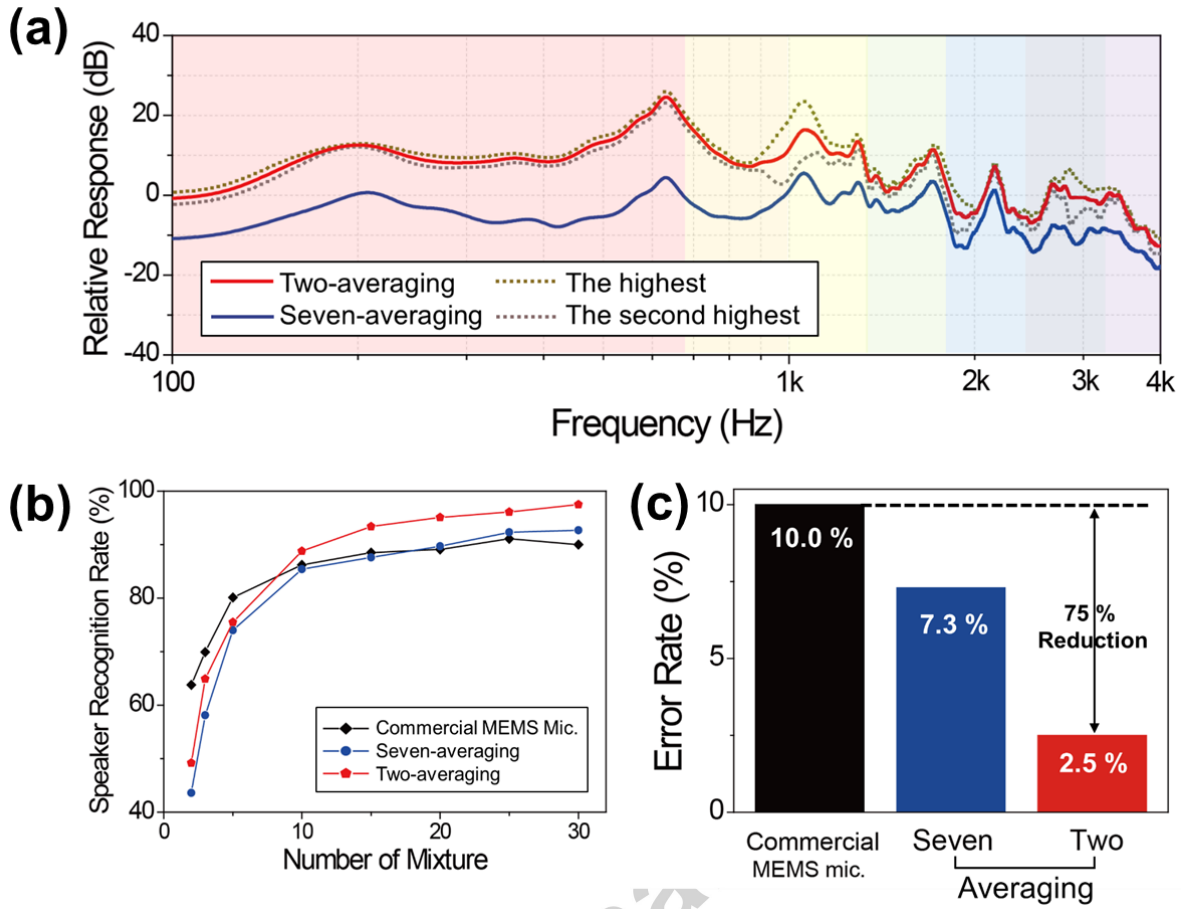 (a)
Relative Response (dB)
40
20
0
-20
-40
Two-averaging
The highest
Seven-averaging
The second highest
100
1k
2k
3k
4k
Frequency (Hz)
(b)
Speaker Recognition Rate (%)
100
80
60
40
Commercial MEMS Mic.
Seven-averaging
Two-averaging
0
10
20
30
Number of Mixture
(c)
Error Rate (%)
10
5
0
10.0 %
7.3 %
75 %
Reduction
2.5 %
Commercial
MEMS mic.
Seven
Two
Averaging